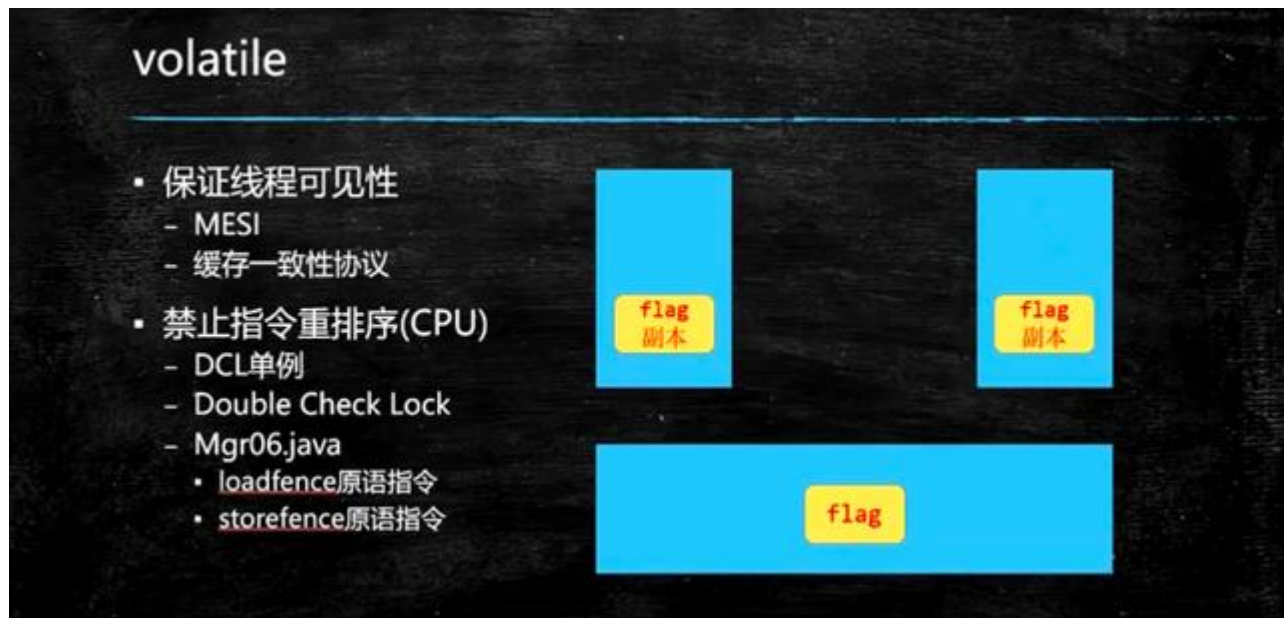 volatile
▪ 保证线程可见性
– MESI
– 缓存一致性协议
▪ 禁止指令重排序(CPU)
– DCL单例
– Double Check Lock
– Mgr06.java
▪ loadfence原语指令
▪ storefence原语指令
flag
副本
flag
副本
flag